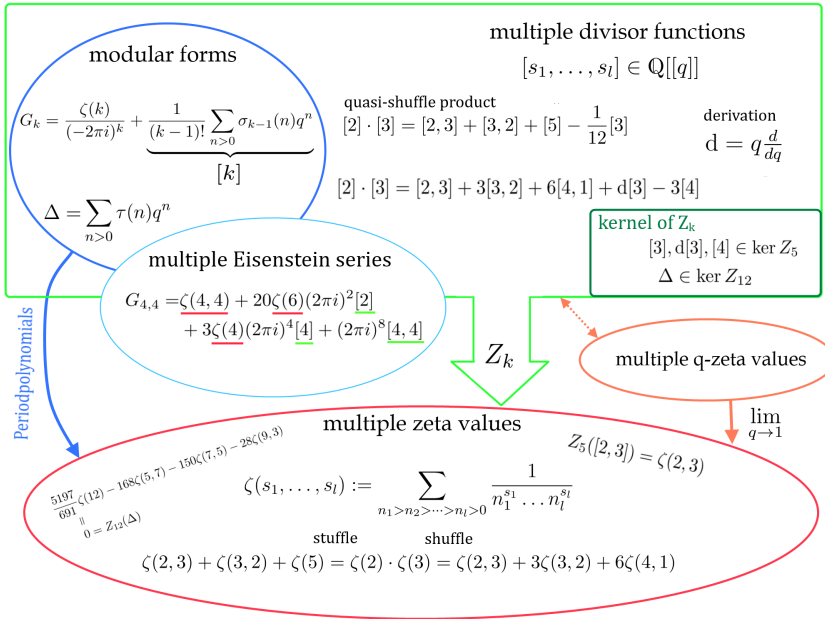 modular forms
G_k = ζ(k)/(−2πi)^k + 1/(k−1)! ∑_{n>0} σ_{k−1}(n)q^n
[k]
Δ = ∑_{n>0} τ(n)q^n
multiple divisor functions
[s_1, . . . , s_l] ∈ ℚ[[q]]
quasi-shuffle product
[2] · [3] = [2, 3] + [3, 2] + [5] − 1/12 [3]
derivation
d = q d/dq
[2] · [3] = [2, 3] + 3[3, 2] + 6[4, 1] + d[3] − 3[4]
kernel of Z_k
[3], d[3], [4] ∈ ker Z_5
Δ ∈ ker Z_12
multiple Eisenstein series
G_{4,4} = ζ(4, 4) + 20ζ(6)(2πi)^2[2]
+ 3ζ(4)(2πi)^4[4] + (2πi)^8[4, 4]
Periodpolynomials
Z_k
multiple q-zeta values
lim
q→1
multiple zeta values
5197/691 ζ(12) − 168ζ(5, 7) − 150ζ(7, 5) − 28ζ(9, 3)
=
0 = Z_12(Δ)
ζ(s_1, . . . , s_l) := ∑_{n_1>n_2>···>n_l>0} 1/(n_1^{s_1} . . . n_l^{s_l})
Z_5([2, 3]) = ζ(2, 3)
stuffle
shuffle
ζ(2, 3) + ζ(3, 2) + ζ(5) = ζ(2) · ζ(3) = ζ(2, 3) + 3ζ(3, 2) + 6ζ(4, 1)